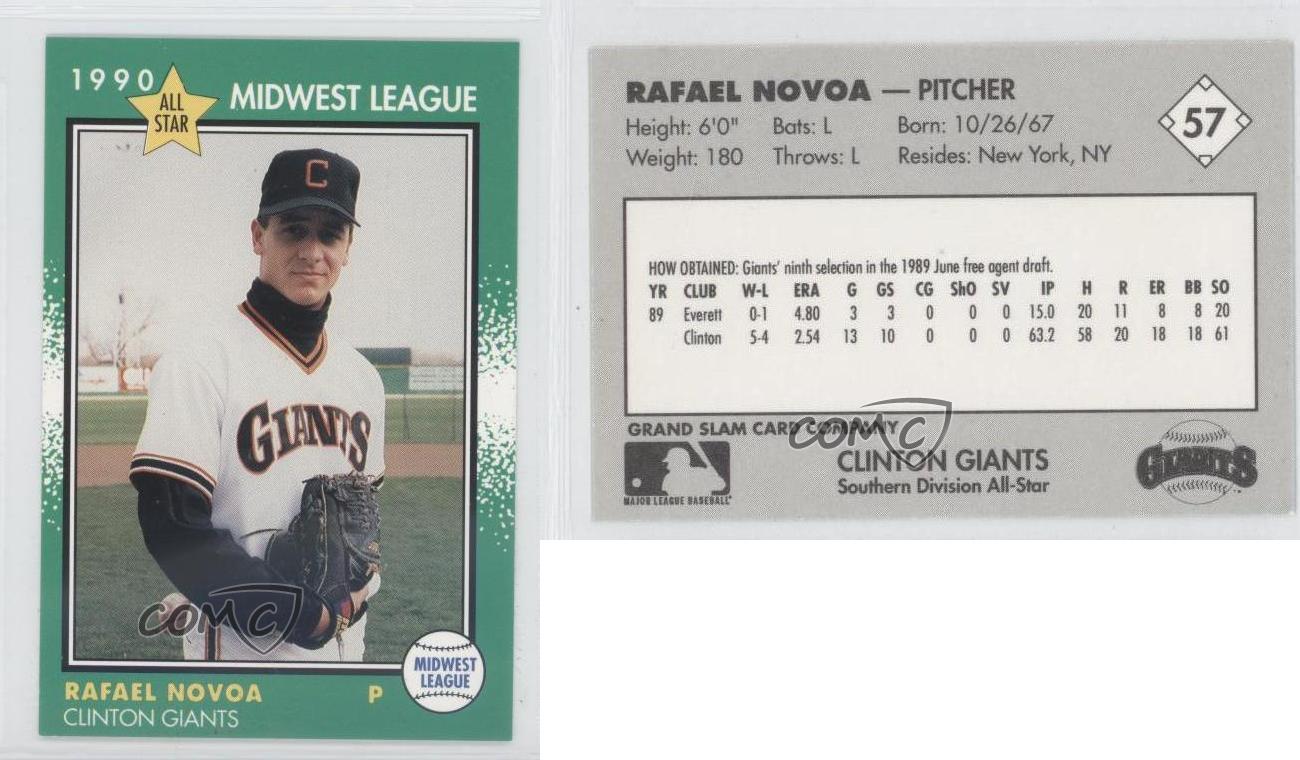 1990
ALL
STAR
MIDWEST LEAGUE
C
GIANTS
COMC
MIDWEST
LEAGUE
RAFAEL NOVOA P
CLINTON GIANTS
RAFAEL NOVOA — PITCHER
57
Height: 6'0" Bats: L Born: 10/26/67
Weight: 180 Throws: L Resides: New York, NY
HOW OBTAINED: Giants' ninth selection in the 1989 June free agent draft.
YR CLUB W-L ERA G GS CG ShO SV IP H R ER BB SO
89 Everett 0-1 4.80 3 3 0 0 0 15.0 20 11 8 8 20
Clinton 5-4 2.54 13 10 0 0 0 63.2 58 20 18 18 61
GRAND SLAM CARD COMPANY
COMC
MAJOR LEAGUE BASEBALL
CLINTON GIANTS
Southern Division All-Star
GIANTS